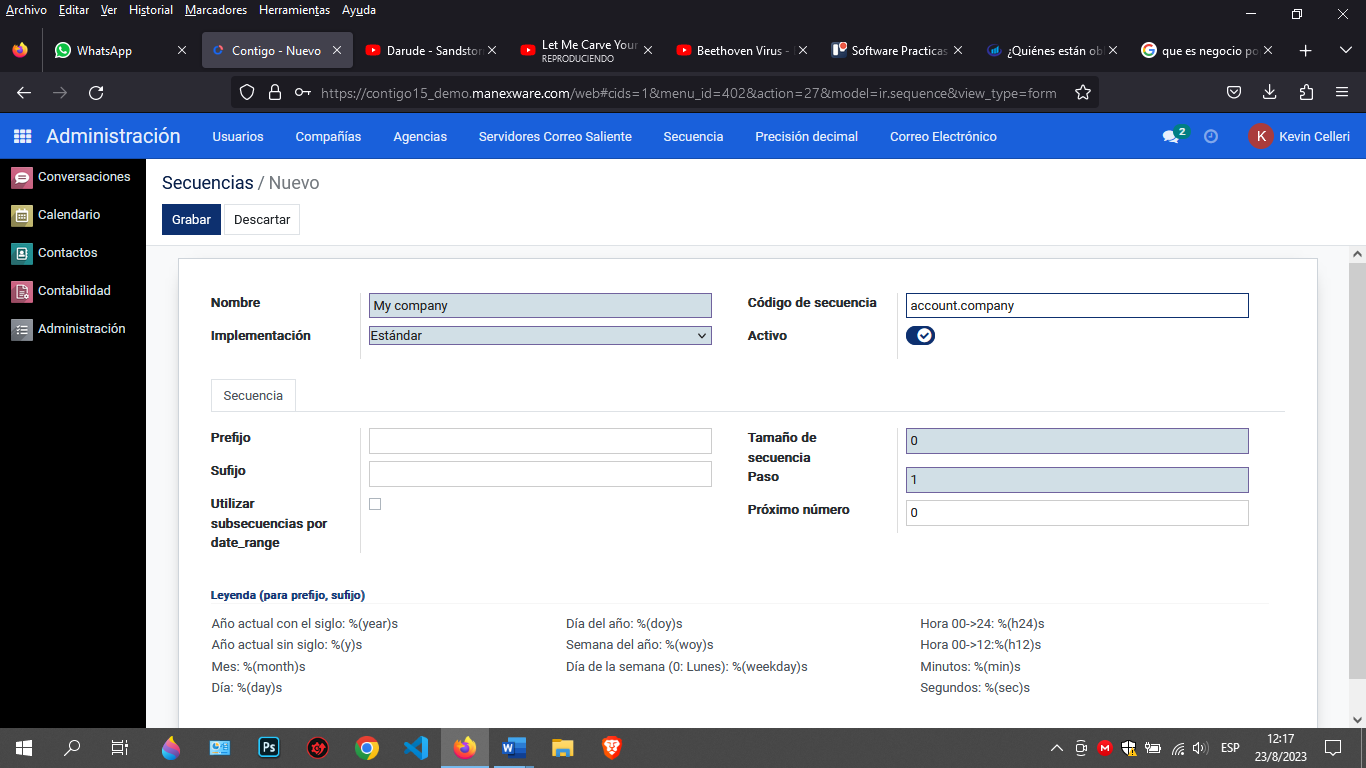 Archivo Editar Ver Historial Marcadores Herramientas Ayuda
WhatsApp
Contigo - Nuevo
Darude - Sandstor
Let Me Carve Your
REPRODUCIENDO
Beethoven Virus -
Software Practicas
¿Quiénes están ob
que es negocio po
https://contigo15_demo.manexware.com/web#cids=1&menu_id=402&action=27&model=ir.sequence&view_type=form
Administración Usuarios Compañías Agencias Servidores Correo Saliente Secuencia Precisión decimal Correo Electrónico 2 K Kevin Celleri
Conversaciones
Calendario
Contactos
Contabilidad
Administración
Secuencias / Nuevo
Grabar Descartar
Nombre My company
Código de secuencia account.company
Implementación Estándar
Activo
Secuencia
Prefijo
Sufijo
Utilizar
subsecuencias por
date_range
Tamaño de
secuencia 0
Paso 1
Próximo número 0
Leyenda (para prefijo, sufijo)
Año actual con el siglo: %(year)s
Año actual sin siglo: %(y)s
Mes: %(month)s
Día: %(day)s
Día del año: %(doy)s
Semana del año: %(woy)s
Día de la semana (0: Lunes): %(weekday)s
Hora 00->24: %(h24)s
Hora 00->12:%(h12)s
Minutos: %(min)s
Segundos: %(sec)s
Ps
W
M
ESP
12:17
23/8/2023